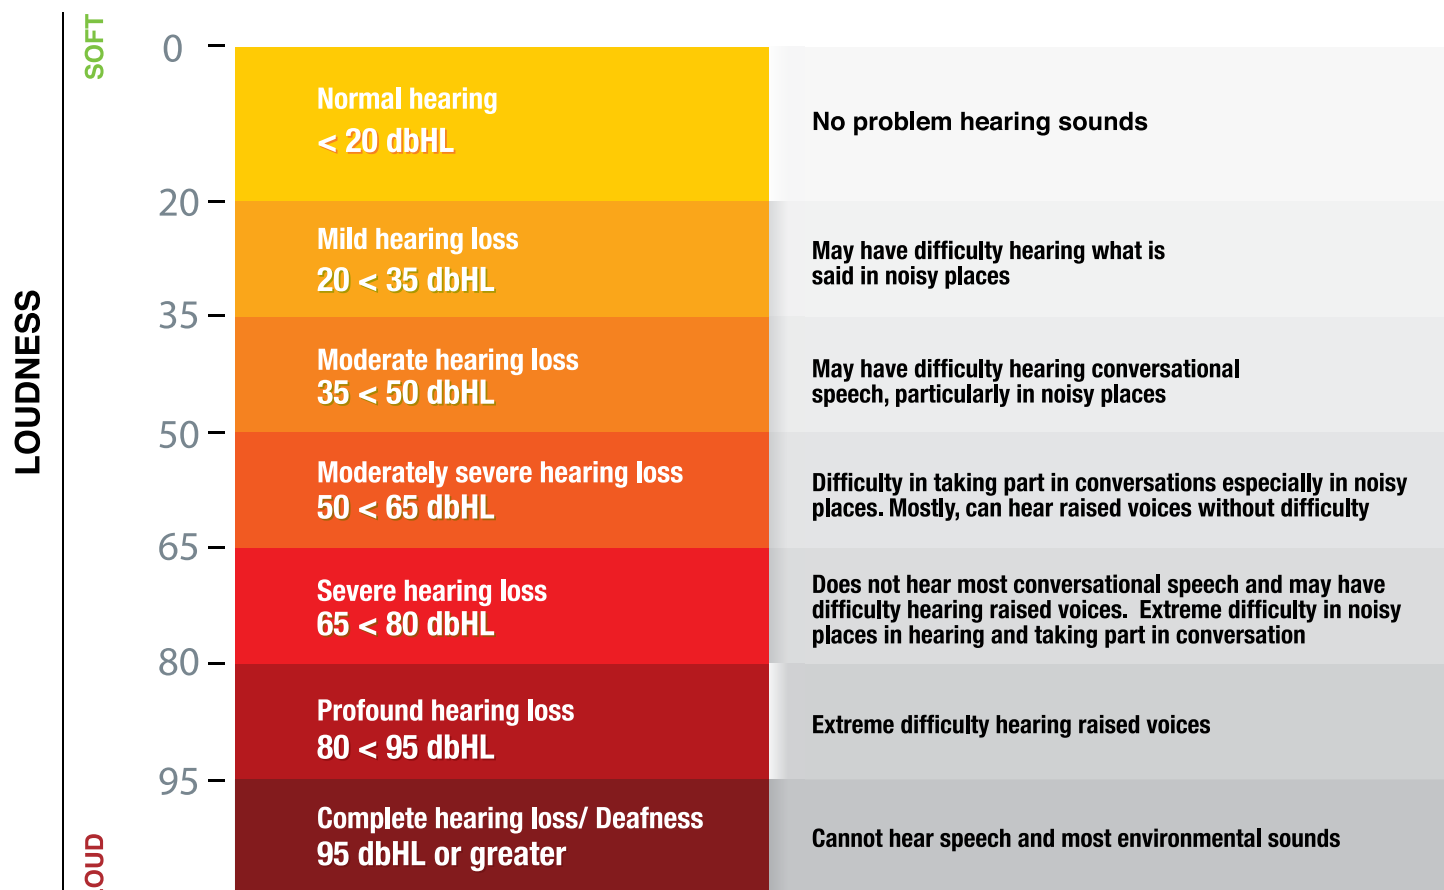 LOUDNESS
SOFT
0
Normal hearing
< 20 dbHL
No problem hearing sounds
20
Mild hearing loss
20 < 35 dbHL
May have difficulty hearing what is
said in noisy places
35
Moderate hearing loss
35 < 50 dbHL
May have difficulty hearing conversational
speech, particularly in noisy places
50
Moderately severe hearing loss
50 < 65 dbHL
Difficulty in taking part in conversations especially in noisy
places. Mostly, can hear raised voices without difficulty
65
Severe hearing loss
65 < 80 dbHL
Does not hear most conversational speech and may have
difficulty hearing raised voices. Extreme difficulty in noisy
places in hearing and taking part in conversation
80
Profound hearing loss
80 < 95 dbHL
Extreme difficulty hearing raised voices
95
Complete hearing loss/ Deafness
95 dbHL or greater
Cannot hear speech and most environmental sounds
OUD